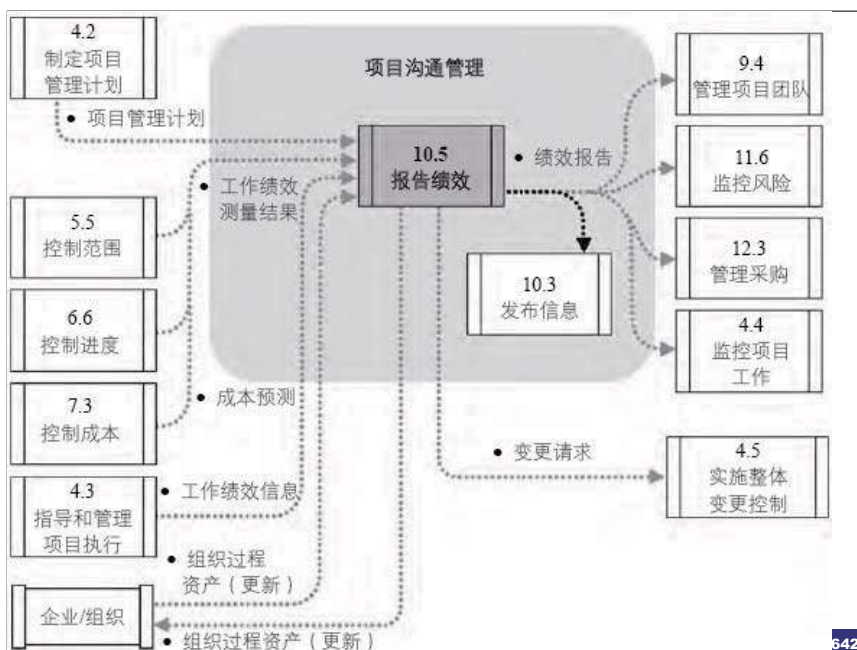 4.2
制定项目
管理计划
项目沟通管理
9.4
管理项目团队
• 项目管理计划
10.5
报告绩效
• 绩效报告
11.6
监控风险
• 工作绩效
测量结果
5.5
控制范围
12.3
管理采购
10.3
发布信息
6.6
控制进度
4.4
监控项目
工作
7.3
控制成本
• 成本预测
• 变更请求
4.5
实施整体
变更控制
4.3
指导和管理
项目执行
• 工作绩效信息
• 组织过程
资产（更新）
企业/组织
• 组织过程资产（更新）
642